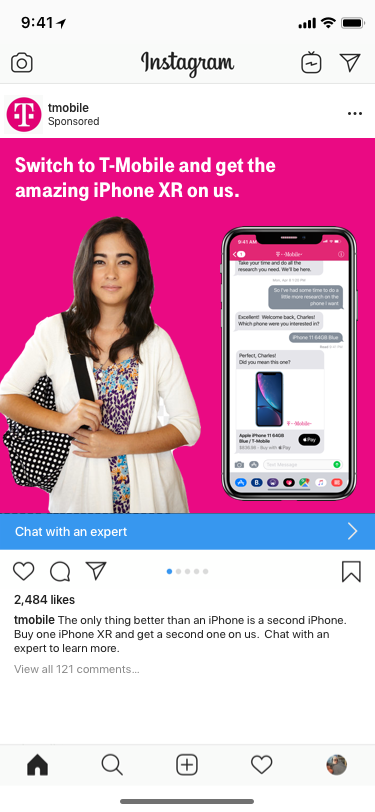 9:41
Instagram
tmobile
Sponsored
Switch to T-Mobile and get the
amazing iPhone XR on us.
9:41 AM
T-Mobile
Take your time and do all the
research you need. We'll be here.
So I've had some time to do a
little more research on the
phone I want
Excellent! Welcome back, Charles!
Which phone were you interested in?
iPhone 11 64GB Blue
Perfect, Charles!
Did you mean this one?
T-Mobile
Apple iPhone 11 64GB
Blue / T-Mobile
Buy with Pay
Pay
Text Message
Chat with an expert
2,484 likes
tmobile The only thing better than an iPhone is a second iPhone.
Buy one iPhone XR and get a second one on us. Chat with an
expert to learn more.
View all 121 comments...